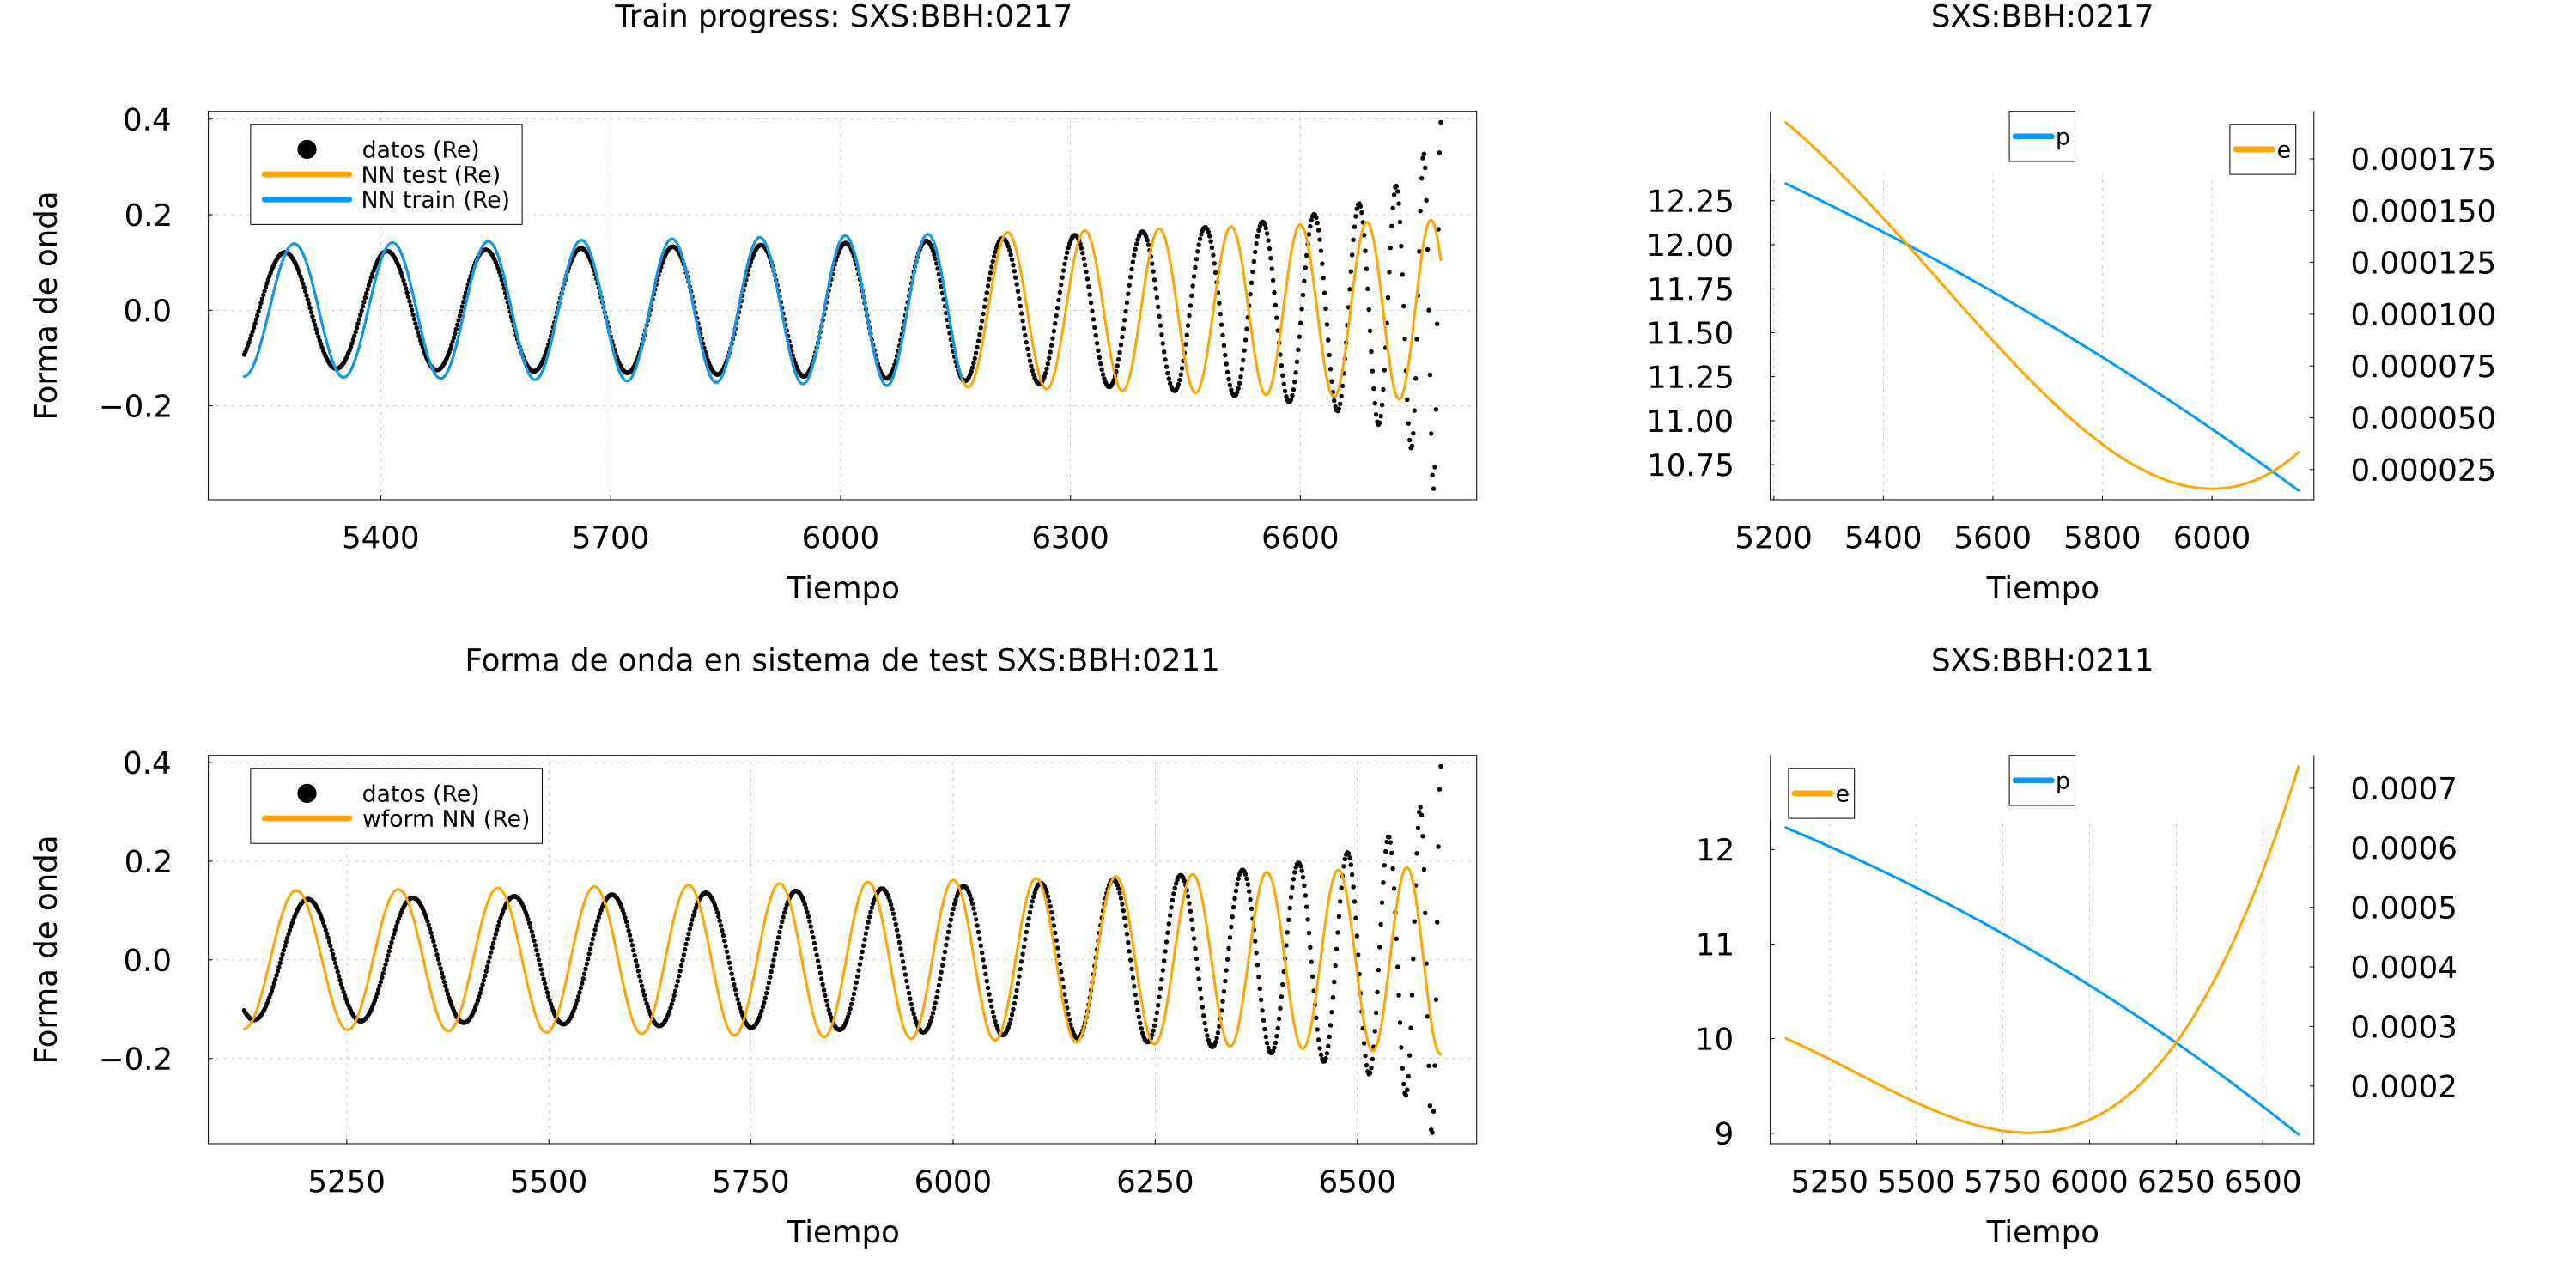 Train progress: SXS:BBH:0217
Forma de onda
0.4
0.2
0.0
−0.2
datos (Re)
NN test (Re)
NN train (Re)
5400 5700 6000 6300 6600
Tiempo
SXS:BBH:0217
12.25
12.00
11.75
11.50
11.25
11.00
10.75
p
e
0.000175
0.000150
0.000125
0.000100
0.000075
0.000050
0.000025
5200 5400 5600 5800 6000
Tiempo
Forma de onda en sistema de test SXS:BBH:0211
Forma de onda
0.4
0.2
0.0
−0.2
datos (Re)
wform NN (Re)
5250 5500 5750 6000 6250 6500
Tiempo
SXS:BBH:0211
12
11
10
9
e
p
0.0007
0.0006
0.0005
0.0004
0.0003
0.0002
5250 5500 5750 6000 6250 6500
Tiempo